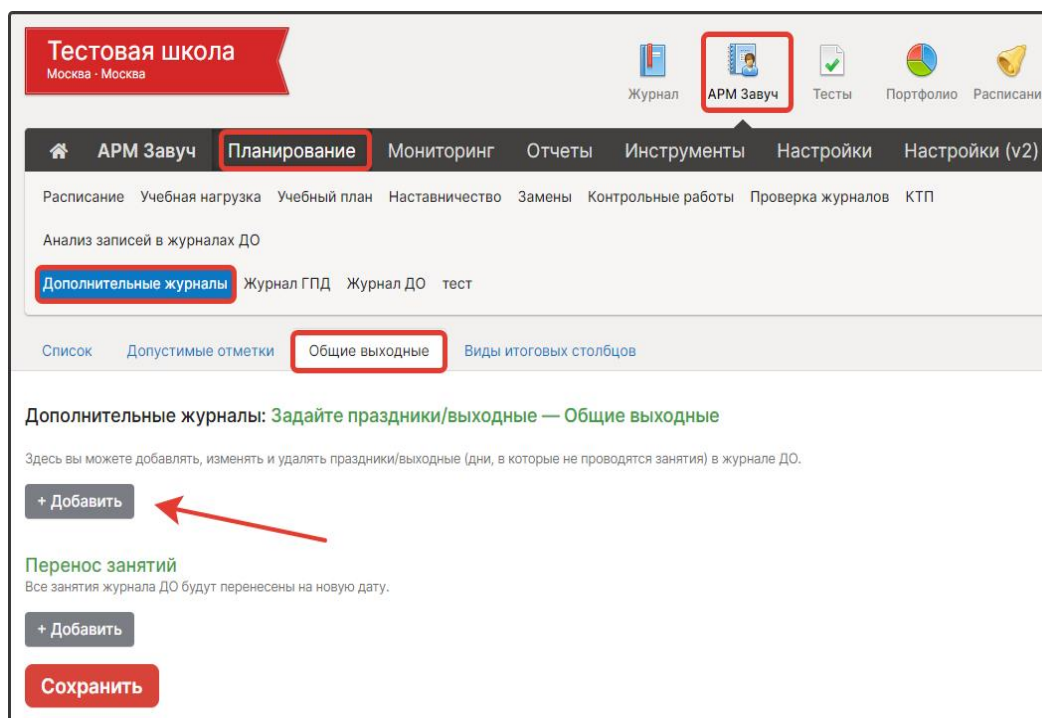 Тестовая школа
Москва · Москва
Журнал АРМ Завуч Тесты Портфолио Расписани
АРМ Завуч Планирование Мониторинг Отчеты Инструменты Настройки Настройки (v2)
Расписание Учебная нагрузка Учебный план Наставничество Замены Контрольные работы Проверка журналов КТП
Анализ записей в журналах ДО
Дополнительные журналы Журнал ГПД Журнал ДО тест
Список Допустимые отметки Общие выходные Виды итоговых столбцов
Дополнительные журналы: Задайте праздники/выходные — Общие выходные
Здесь вы можете добавлять, изменять и удалять праздники/выходные (дни, в которые не проводятся занятия) в журнале ДО.
+ Добавить
Перенос занятий
Все занятия журнала ДО будут перенесены на новую дату.
+ Добавить
Сохранить